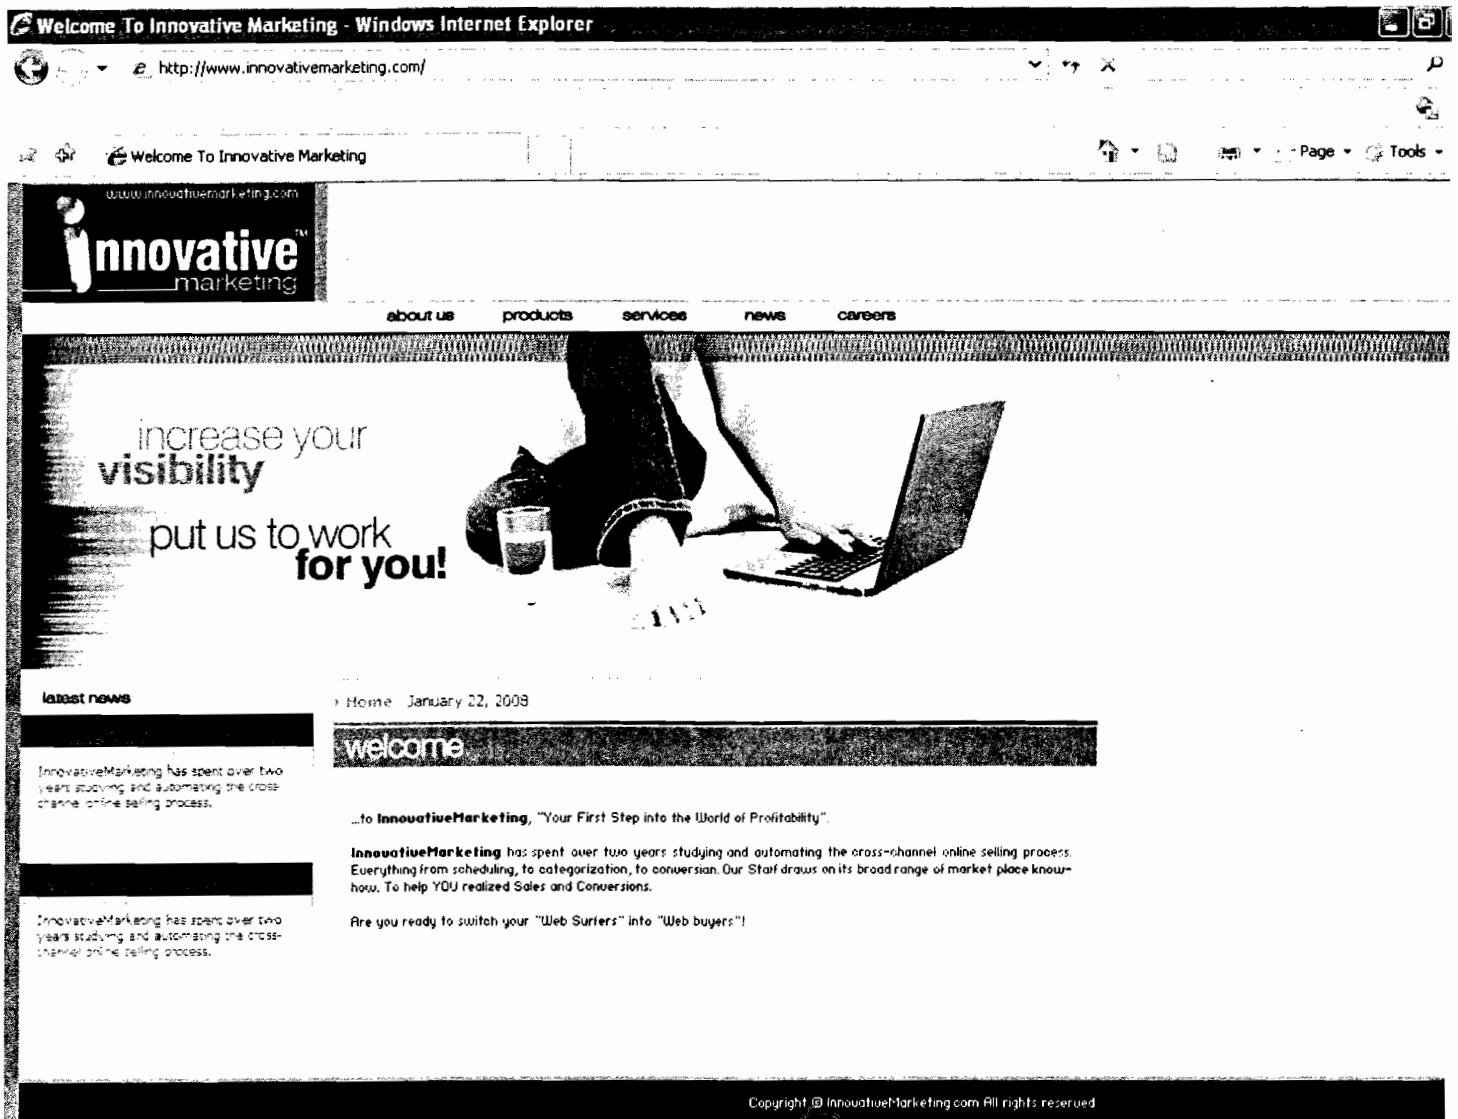 Welcome To Innovative Marketing - Windows Internet Explorer
http://www.innovativemarketing.com/
Welcome To Innovative Marketing
Page
Tools
www.innovativemarketing.com
innovative™
marketing
about us products services news careers
increase your
visibility
put us to work
for you!
latest news
InnovativeMarketing has spent over two
years studying and automating the cross-
channel online selling process.
InnovativeMarketing has spent over two
years studying and automating the cross-
channel online selling process.
› Home January 22, 2008
welcome
...to InnovativeMarketing, "Your First Step into the World of Profitability".
InnovativeMarketing has spent over two years studying and automating the cross-channel online selling process.
Everything from scheduling, to categorization, to conversian. Our Staff draws on its broad range of market place know-
how. To help YOU realized Sales and Conversions.
Are you ready to switch your "Web Surfers" into "Web buyers"!
Copyright @ InnovativeMarketing.com All rights reserved